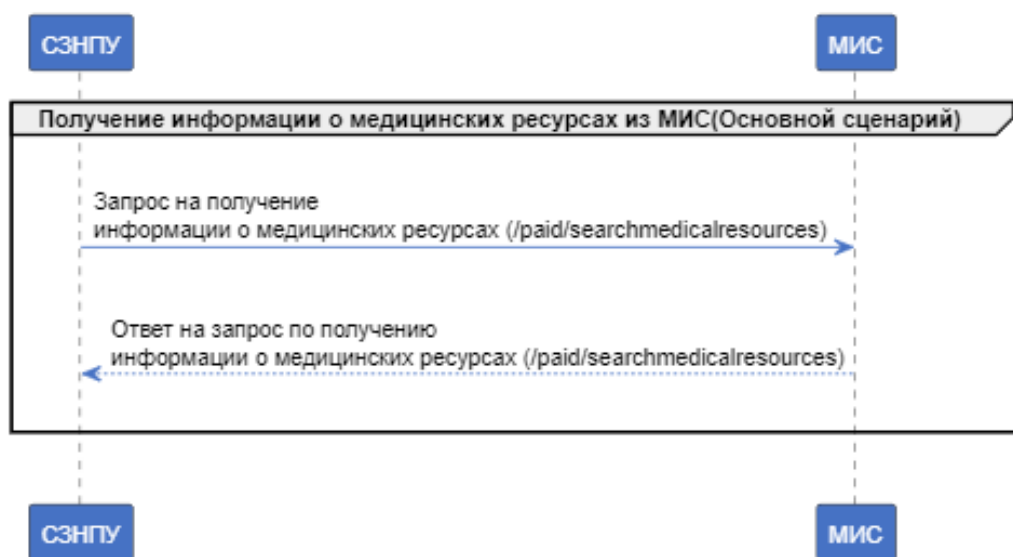 СЗНПУ
МИС
Получение информации о медицинских ресурсах из МИС(Основной сценарий)
Запрос на получение
информации о медицинских ресурсах (/paid/searchmedicalresources)
Ответ на запрос по получению
информации о медицинских ресурсах (/paid/searchmedicalresources)
СЗНПУ
МИС